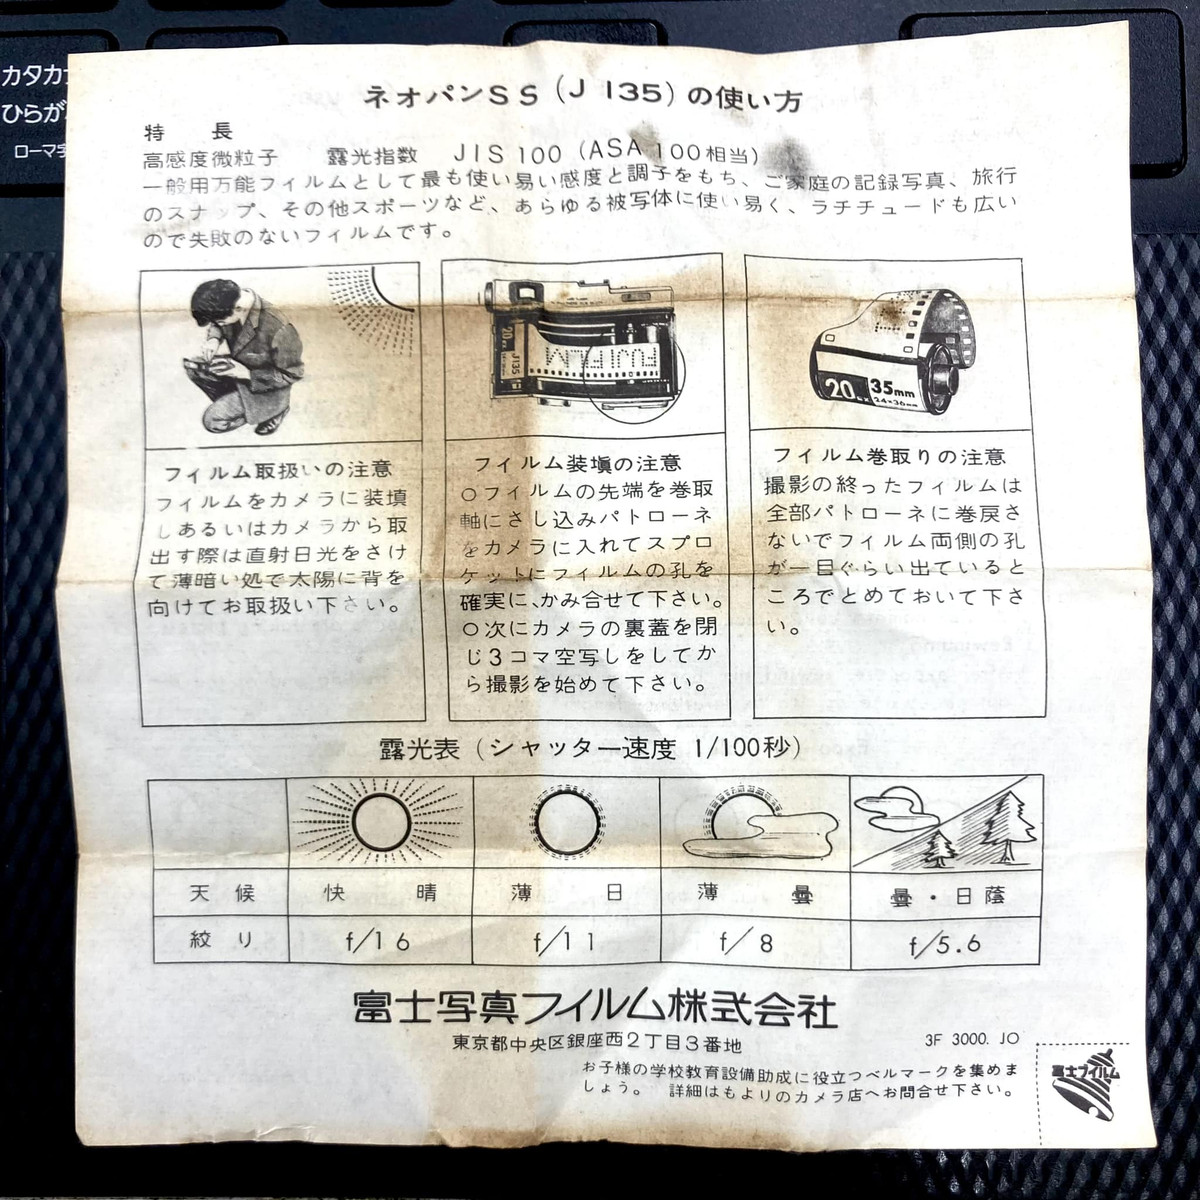 カタカナ
ひらがな
ローマ字
ネオパンSS (J 135) の使い方
特　長
高感度微粒子　露光指数　JIS 100 (ASA 100相当)
一般用万能フィルムとして最も使い易い感度と調子をもち、ご家庭の記録写真、旅行
のスナップ、その他スポーツなど、あらゆる被写体に使い易く、ラチチュードも広い
ので失敗のないフィルムです。
20
J135
FUJIFILM
20
35mm
24×36mm
フィルム取扱いの注意
フィルムをカメラに装填
しあるいはカメラから取
出す際は直射日光をさけ
て薄暗い処で太陽に背を
向けてお取扱い下さい。
フィルム装填の注意
○フィルムの先端を巻取
軸にさし込みパトローネ
をカメラに入れてスプロ
ケットにフィルムの孔を
確実に、かみ合せて下さい。
○次にカメラの裏蓋を閉
じ3コマ空写しをしてか
ら撮影を始めて下さい。
フィルム巻取りの注意
撮影の終ったフィルムは
全部パトローネに巻戻さ
ないでフィルム両側の孔
が一目ぐらい出ていると
ころでとめておいて下さ
い。
露光表 (シャッター速度 1/100秒)
天候　快晴　薄日　薄曇　曇・日蔭
絞り　f/16　f/11　f/8　f/5.6
富士写真フイルム株式会社
東京都中央区銀座西2丁目3番地
3F 3000. JO
お子様の学校教育設備助成に役立つベルマークを集めま
しょう。　詳細はもよりのカメラ店へお問合せ下さい。
富士フイルム